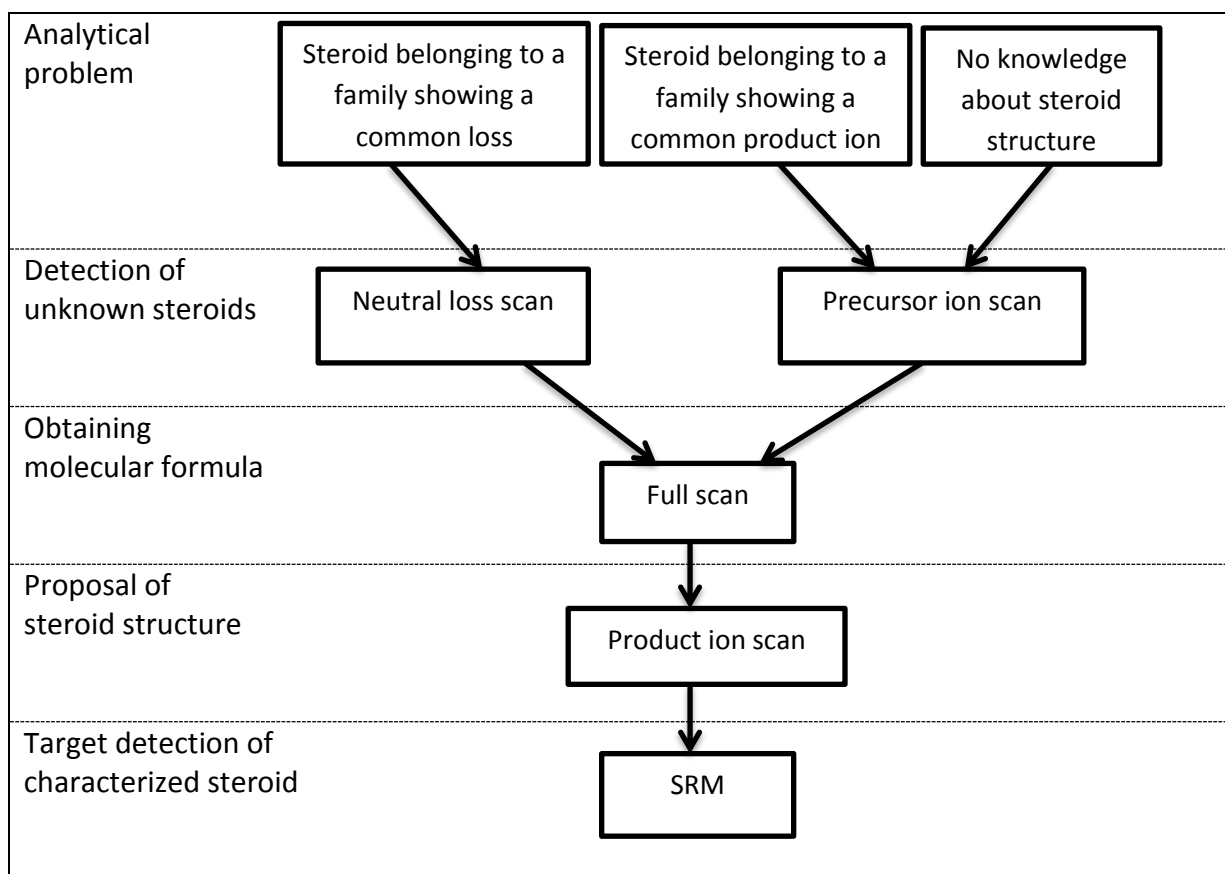 Analytical
problem
Steroid belonging to a
family showing a
common loss
Steroid belonging to a
family showing a
common product ion
No knowledge
about steroid
structure
Detection of
unknown steroids
Neutral loss scan
Precursor ion scan
Obtaining
molecular formula
Full scan
Proposal of
steroid structure
Product ion scan
Target detection of
characterized steroid
SRM